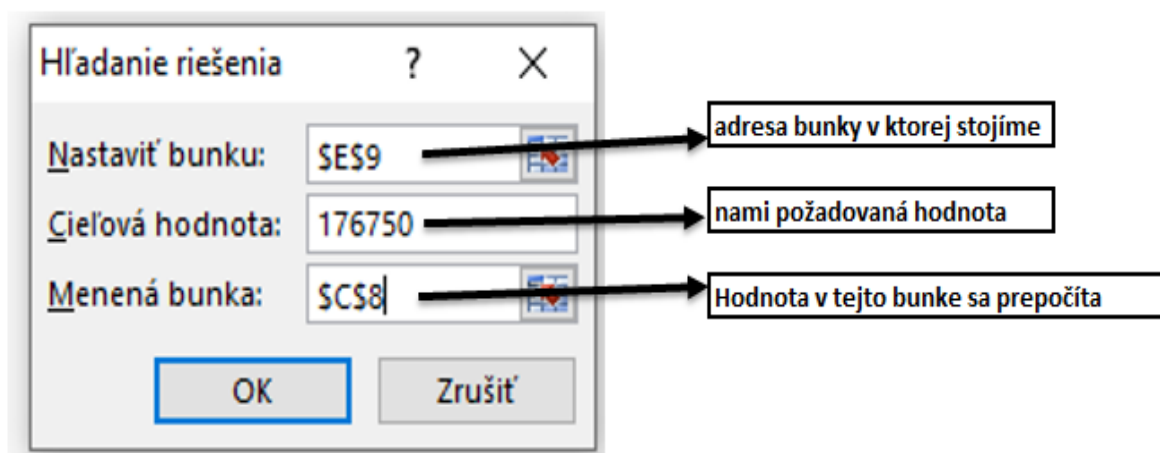 Hľadanie riešenia ? ✕
Nastaviť bunku: $E$9
adresa bunky v ktorej stojíme
Cieľová hodnota: 176750
nami požadovaná hodnota
Menená bunka: $C$8
Hodnota v tejto bunke sa prepočíta
OK Zrušiť